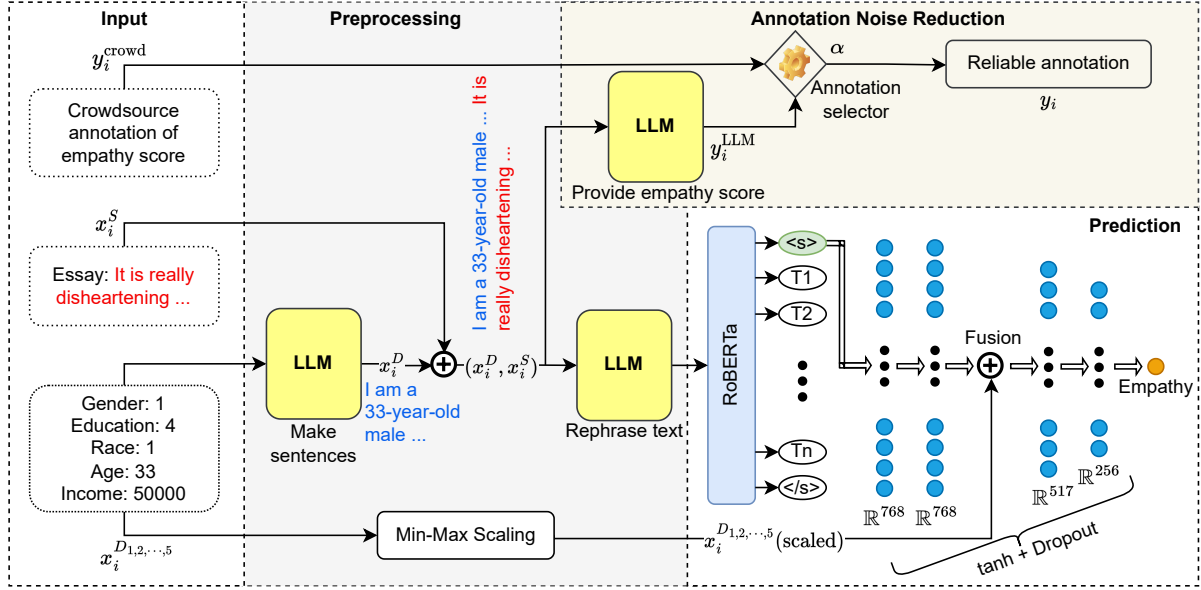 Input
Preprocessing
Annotation Noise Reduction
y_i^crowd
Crowdsource
annotation of
empathy score
x_i^S
Essay: It is really
disheartening ...
Gender: 1
Education: 4
Race: 1
Age: 33
Income: 50000
x_i^{D_{1,2,⋯,5}}
LLM
Make
sentences
x_i^D
I am a
33-year-old
male ...
(x_i^D, x_i^S)
I am a 33-year-old male ... It is
really disheartening ...
LLM
Provide empathy score
y_i^LLM
α
Annotation
selector
Reliable annotation
y_i
LLM
Rephrase text
Min-Max Scaling
x_i^{D_{1,2,⋯,5}}(scaled)
Prediction
RoBERTa
<s>
T1
T2
Tn
</s>
ℝ^768
ℝ^768
Fusion
ℝ^517
ℝ^256
Empathy
tanh + Dropout